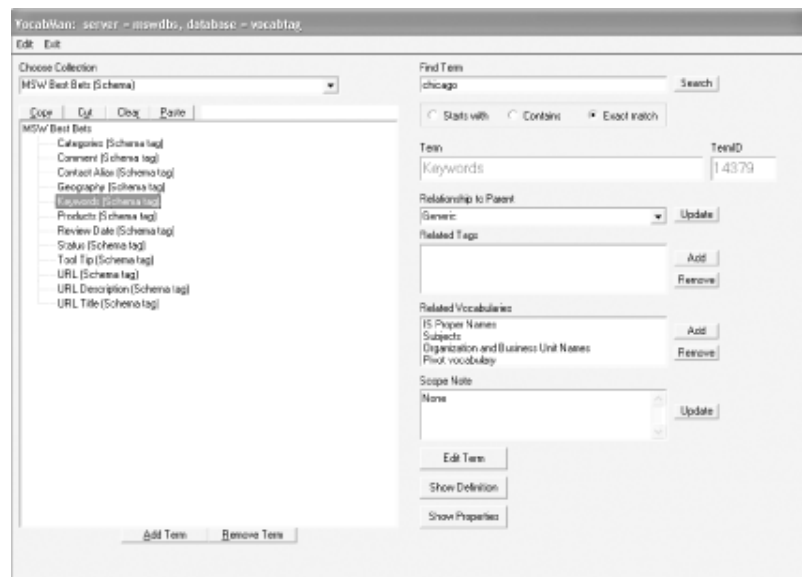 VocabMan: server = mswdbs, database = vocabtag
Edit Exit
Choose Collection
MSW Best Bets (Schema)
Copy Cut Clear Paste
MSW Best Bets
Categories (Schema tag)
Comment (Schema tag)
Contact Alias (Schema tag)
Geography (Schema tag)
Keywords (Schema tag)
Products (Schema tag)
Review Date (Schema tag)
Status (Schema tag)
Tool Tip (Schema tag)
URL (Schema tag)
URL Description (Schema tag)
URL Title (Schema tag)
Add Term Remove Term
Find Term
chicago Search
Starts with Contains Exact match
Term TermID
Keywords 14379
Relationship to Parent
Generic Update
Related Tags
Add
Remove
Related Vocabularies
IS Proper Names
Subjects
Organization and Business Unit Names
Pivot vocabulary
Add
Remove
Scope Note
None
Update
Edit Term
Show Definition
Show Properties